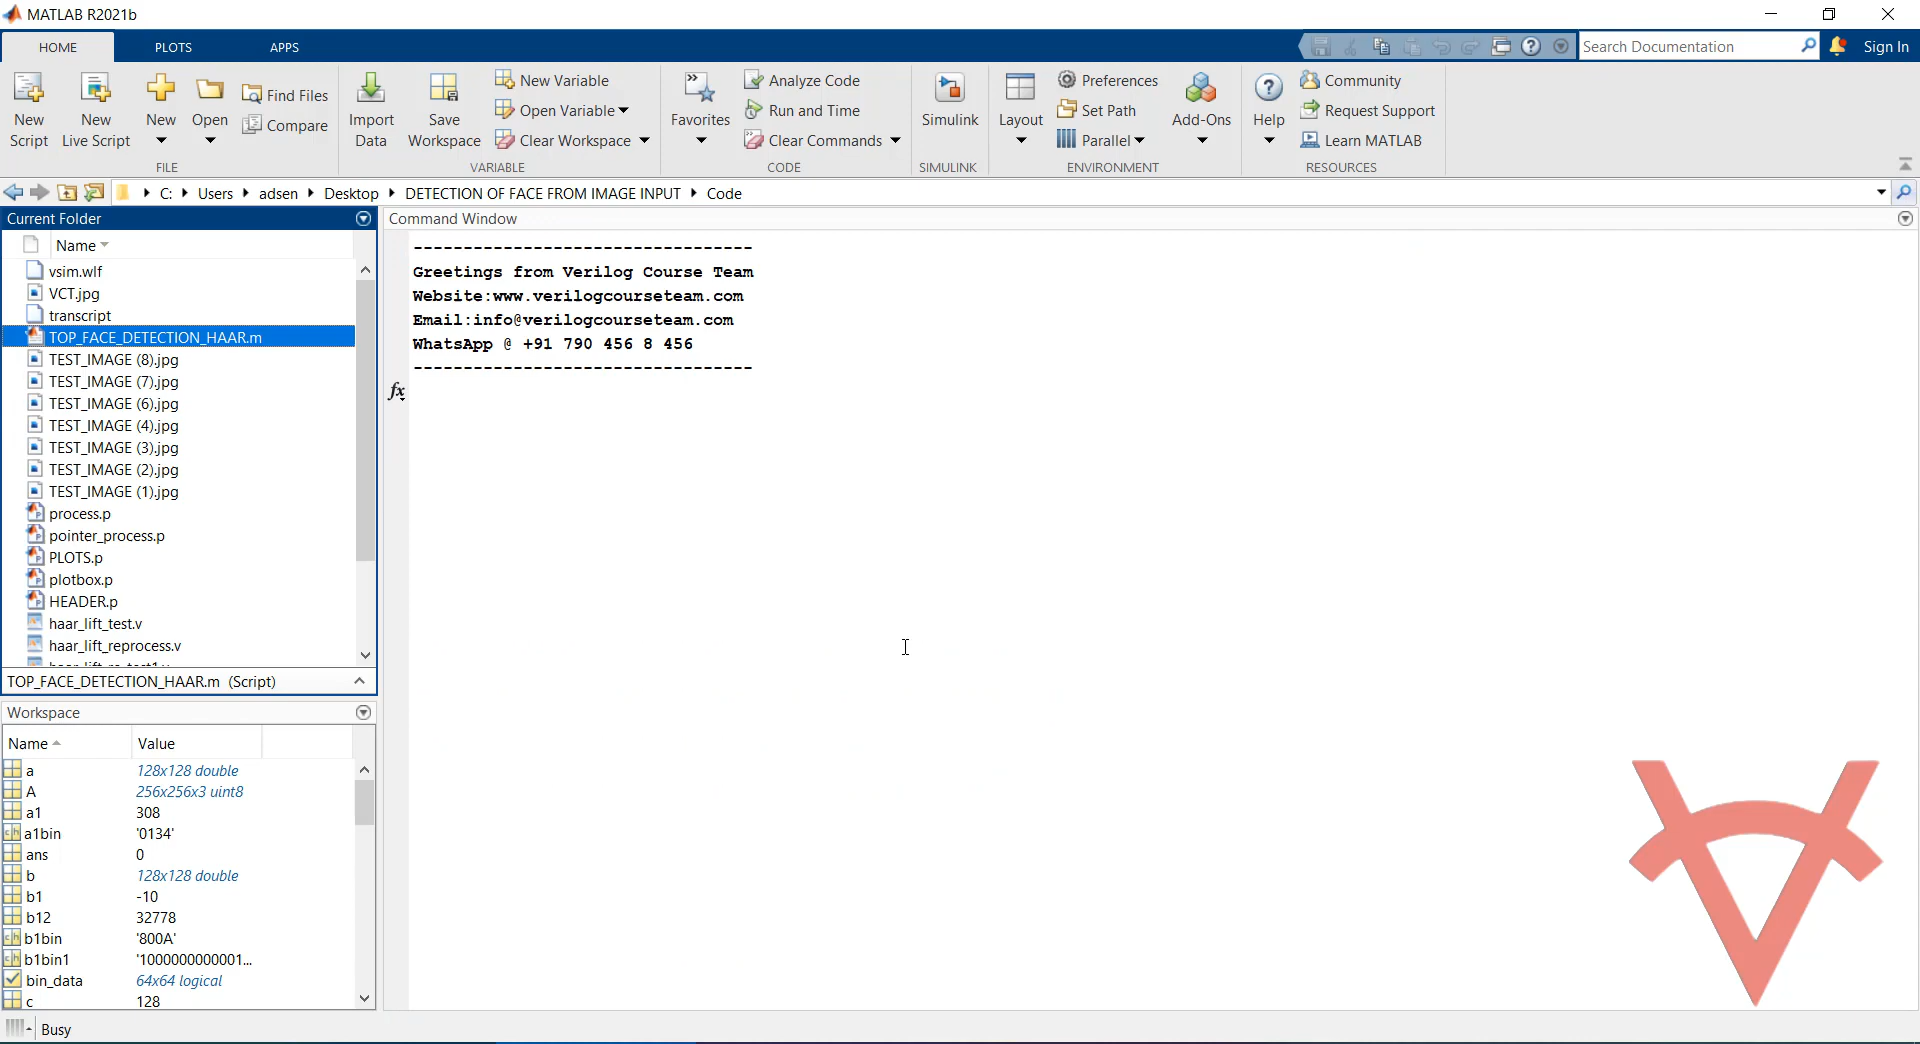 MATLAB R2021b
HOME
PLOTS
APPS
Search Documentation
Sign In
New Script
New Live Script
New
Open
Find Files
Compare
FILE
Import Data
Save Workspace
New Variable
Open Variable
Clear Workspace
VARIABLE
Favorites
Analyze Code
Run and Time
Clear Commands
CODE
Simulink
SIMULINK
Layout
Preferences
Set Path
Parallel
Add-Ons
ENVIRONMENT
Help
Community
Request Support
Learn MATLAB
RESOURCES
C: Users adsen Desktop DETECTION OF FACE FROM IMAGE INPUT Code
Current Folder
Name
vsim.wlf
VCT.jpg
transcript
TOP_FACE_DETECTION_HAAR.m
TEST_IMAGE (8).jpg
TEST_IMAGE (7).jpg
TEST_IMAGE (6).jpg
TEST_IMAGE (4).jpg
TEST_IMAGE (3).jpg
TEST_IMAGE (2).jpg
TEST_IMAGE (1).jpg
process.p
pointer_process.p
PLOTS.p
plotbox.p
HEADER.p
haar_lift_test.v
haar_lift_reprocess.v
TOP_FACE_DETECTION_HAAR.m (Script)
Workspace
Name Value
a 128x128 double
A 256x256x3 uint8
a1 308
a1bin '0134'
ans 0
b 128x128 double
b1 -10
b12 32778
b1bin '800A'
b1bin1 '1000000000001...
bin_data 64x64 logical
c 128
Busy
Command Window
----------------------------------
Greetings from Verilog Course Team
Website:www.verilogcourseteam.com
Email:info@verilogcourseteam.com
WhatsApp @ +91 790 456 8 456
----------------------------------
fx